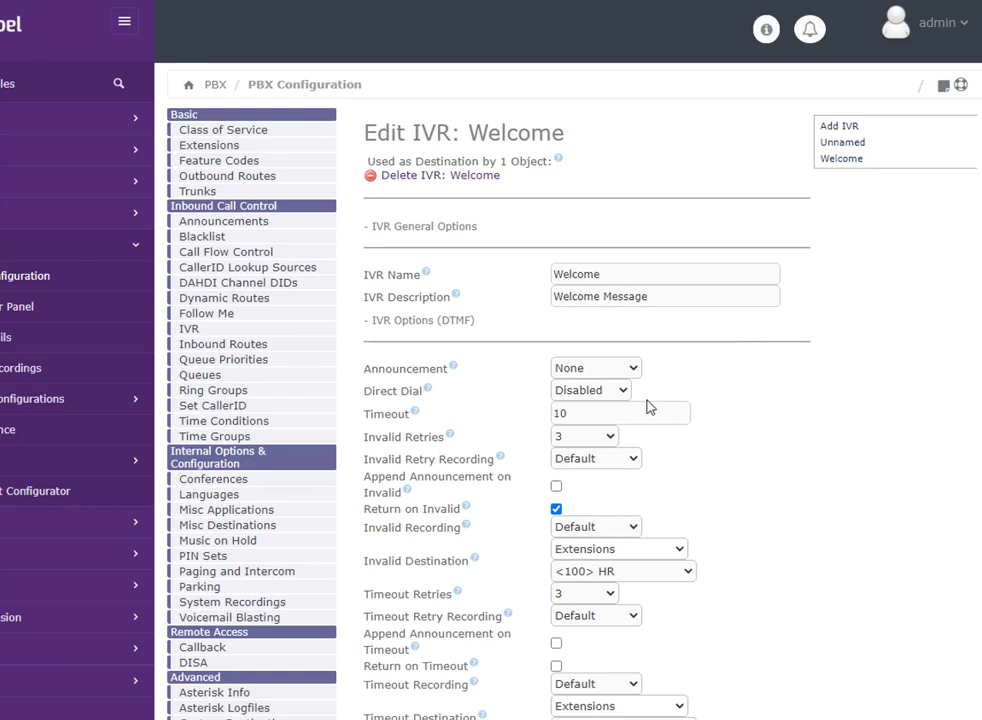 pel
admin
les
PBX / PBX Configuration
/
Basic
Class of Service
Extensions
Feature Codes
Outbound Routes
Trunks
Inbound Call Control
Announcements
Blacklist
Call Flow Control
CallerID Lookup Sources
DAHDI Channel DIDs
Dynamic Routes
Follow Me
IVR
Inbound Routes
Queue Priorities
Queues
Ring Groups
Set CallerID
Time Conditions
Time Groups
Internal Options &
Configuration
Conferences
Languages
Misc Applications
Misc Destinations
Music on Hold
PIN Sets
Paging and Intercom
Parking
System Recordings
Voicemail Blasting
Remote Access
Callback
DISA
Advanced
Asterisk Info
Asterisk Logfiles
figuration
r Panel
ils
cordings
onfigurations
nce
t Configurator
sion
Edit IVR: Welcome
Used as Destination by 1 Object:
Delete IVR: Welcome
- IVR General Options
IVR Name Welcome
IVR Description Welcome Message
- IVR Options (DTMF)
Announcement None
Direct Dial Disabled
Timeout 10
Invalid Retries 3
Invalid Retry Recording Default
Append Announcement on
Invalid
Return on Invalid
Invalid Recording Default
Invalid Destination Extensions
<100> HR
Timeout Retries 3
Timeout Retry Recording Default
Append Announcement on
Timeout
Return on Timeout
Timeout Recording Default
Timeout Destination Extensions
Add IVR
Unnamed
Welcome